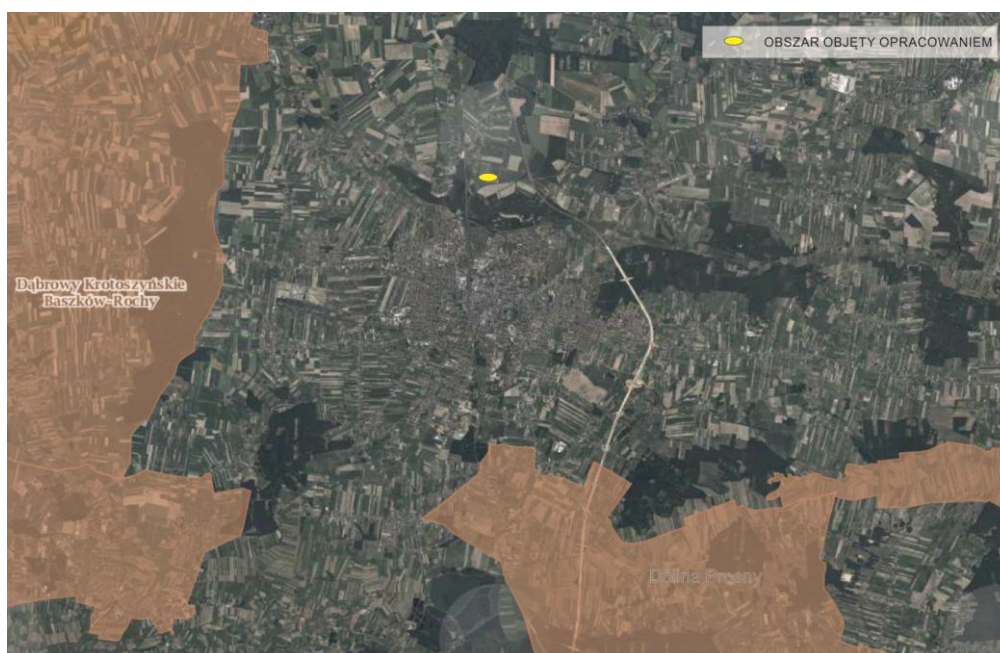 OBSZAR OBJĘTY OPRACOWANIEM
Dąbrowy Krotoszyńskie
Baszków-Rochy
Dolina Prosny